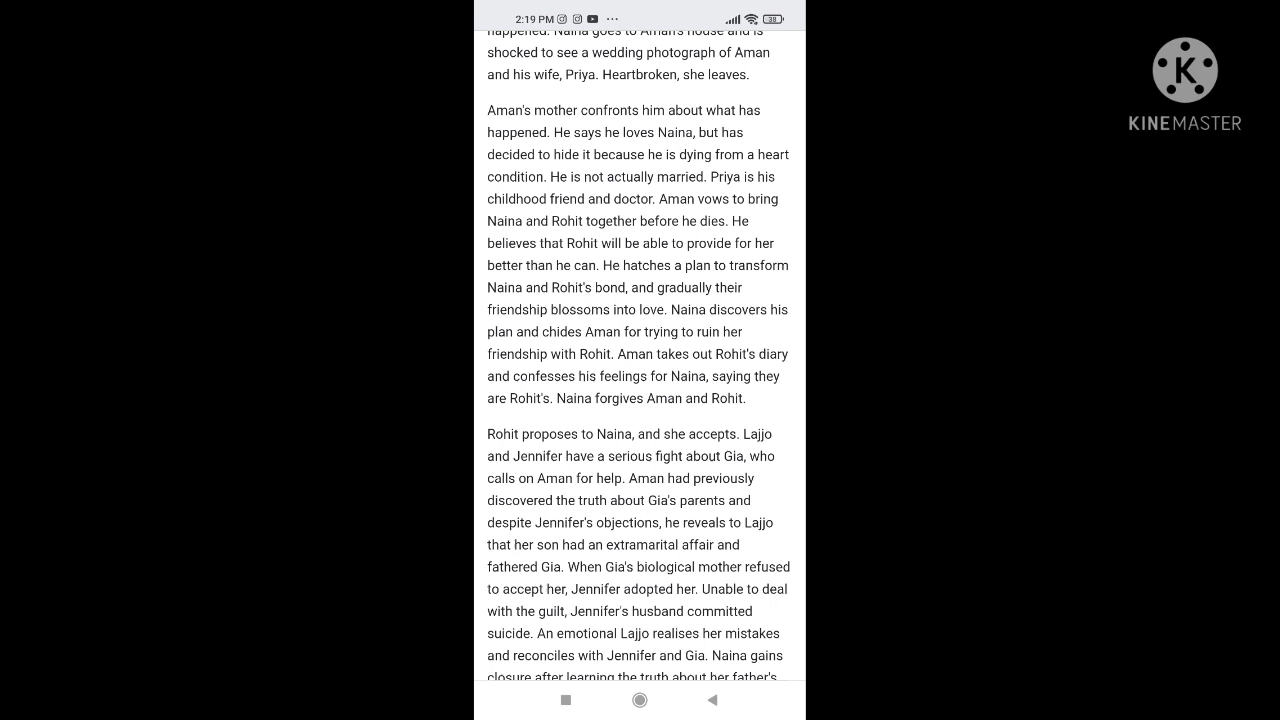 2:19 PM
38
happened. Naina goes to Aman's house and is
shocked to see a wedding photograph of Aman
and his wife, Priya. Heartbroken, she leaves.
Aman's mother confronts him about what has
happened. He says he loves Naina, but has
decided to hide it because he is dying from a heart
condition. He is not actually married. Priya is his
childhood friend and doctor. Aman vows to bring
Naina and Rohit together before he dies. He
believes that Rohit will be able to provide for her
better than he can. He hatches a plan to transform
Naina and Rohit's bond, and gradually their
friendship blossoms into love. Naina discovers his
plan and chides Aman for trying to ruin her
friendship with Rohit. Aman takes out Rohit's diary
and confesses his feelings for Naina, saying they
are Rohit's. Naina forgives Aman and Rohit.
Rohit proposes to Naina, and she accepts. Lajjo
and Jennifer have a serious fight about Gia, who
calls on Aman for help. Aman had previously
discovered the truth about Gia's parents and
despite Jennifer's objections, he reveals to Lajjo
that her son had an extramarital affair and
fathered Gia. When Gia's biological mother refused
to accept her, Jennifer adopted her. Unable to deal
with the guilt, Jennifer's husband committed
suicide. An emotional Lajjo realises her mistakes
and reconciles with Jennifer and Gia. Naina gains
closure after learning the truth about her father's
K
KINEMASTER